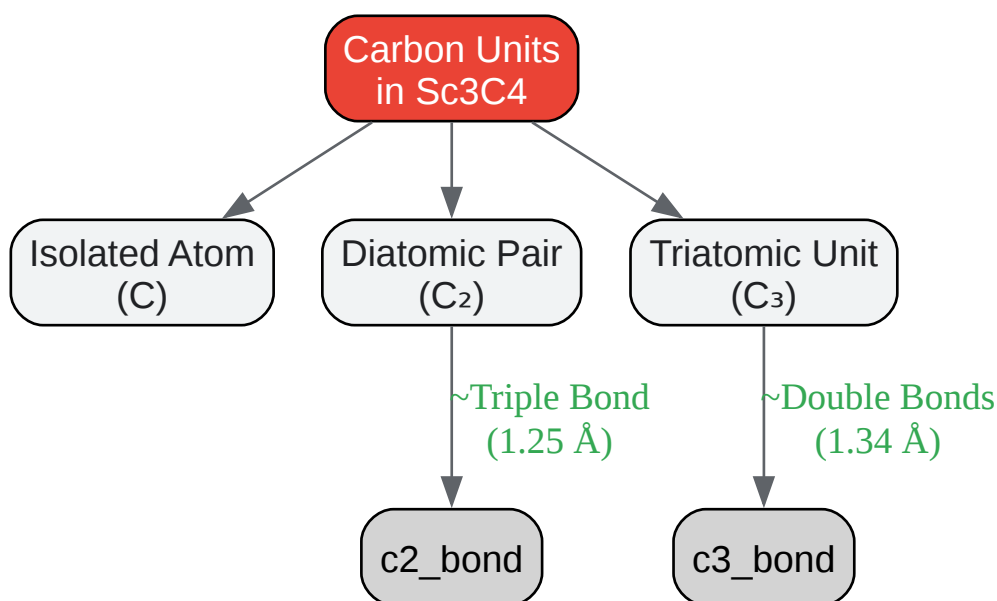 Carbon Units
in Sc3C4
Isolated Atom
(C)
Diatomic Pair
(C₂)
Triatomic Unit
(C₃)
~Triple Bond
(1.25 Å)
~Double Bonds
(1.34 Å)
c2_bond
c3_bond